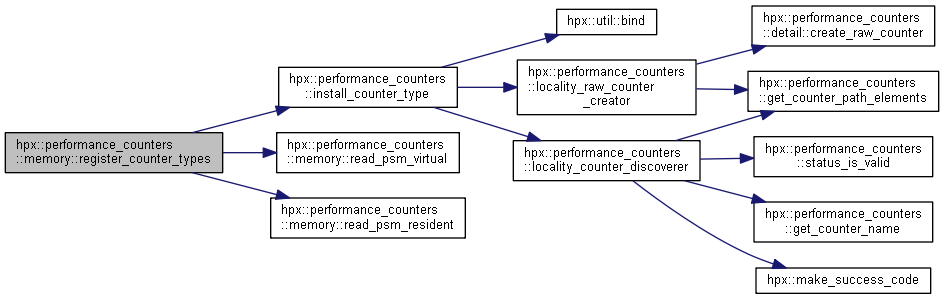 hpx::performance_counters
::memory::register_counter_types
hpx::performance_counters
::install_counter_type
hpx::performance_counters
::memory::read_psm_virtual
hpx::performance_counters
::memory::read_psm_resident
hpx::util::bind
hpx::performance_counters
::locality_raw_counter
_creator
hpx::performance_counters
::locality_counter_discoverer
hpx::performance_counters
::detail::create_raw_counter
hpx::performance_counters
::get_counter_path_elements
hpx::performance_counters
::status_is_valid
hpx::performance_counters
::get_counter_name
hpx::make_success_code